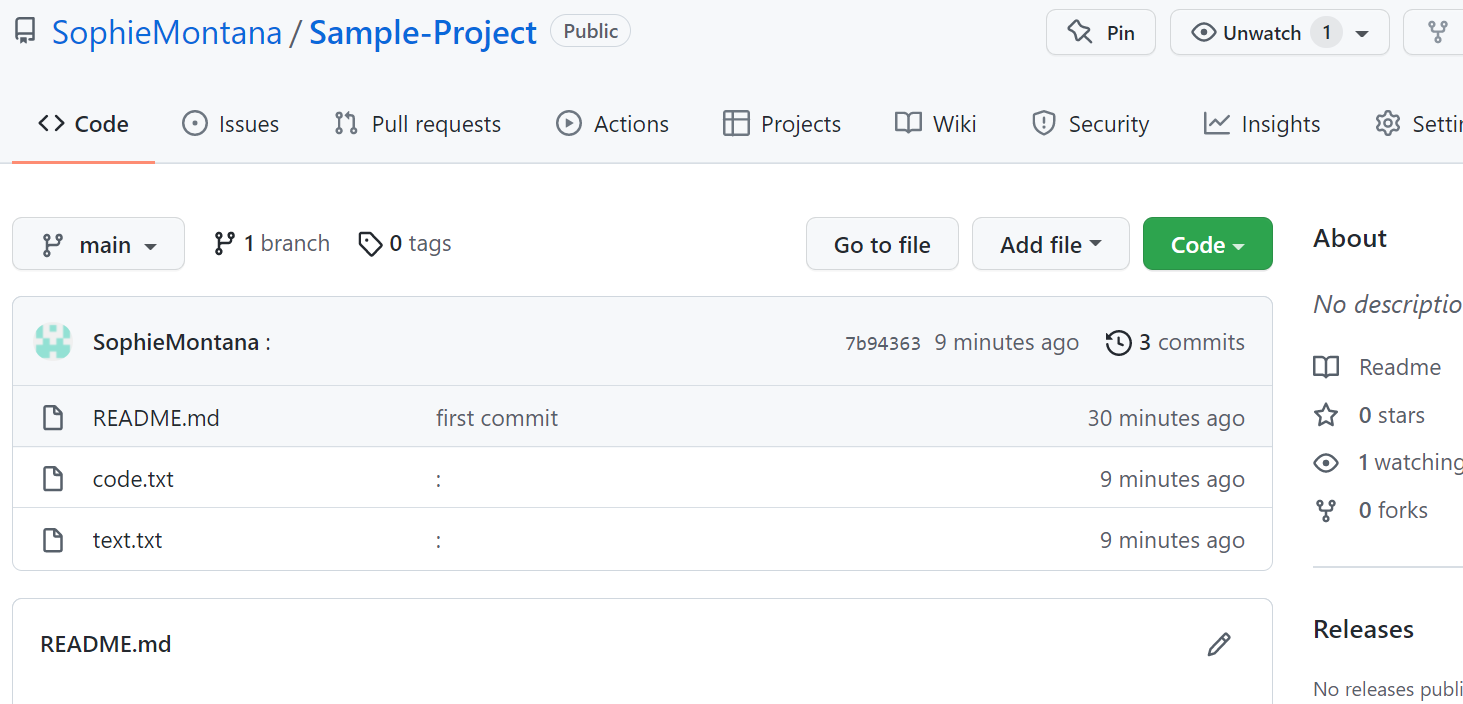 SophieMontana / Sample-Project Public Pin Unwatch 1
Code Issues Pull requests Actions Projects Wiki Security Insights Settin
main 1 branch 0 tags Go to file Add file Code
SophieMontana : 7b94363 9 minutes ago 3 commits
README.md first commit 30 minutes ago
code.txt : 9 minutes ago
text.txt : 9 minutes ago
README.md
About
No descriptio
Readme
0 stars
1 watching
0 forks
Releases
No releases publi